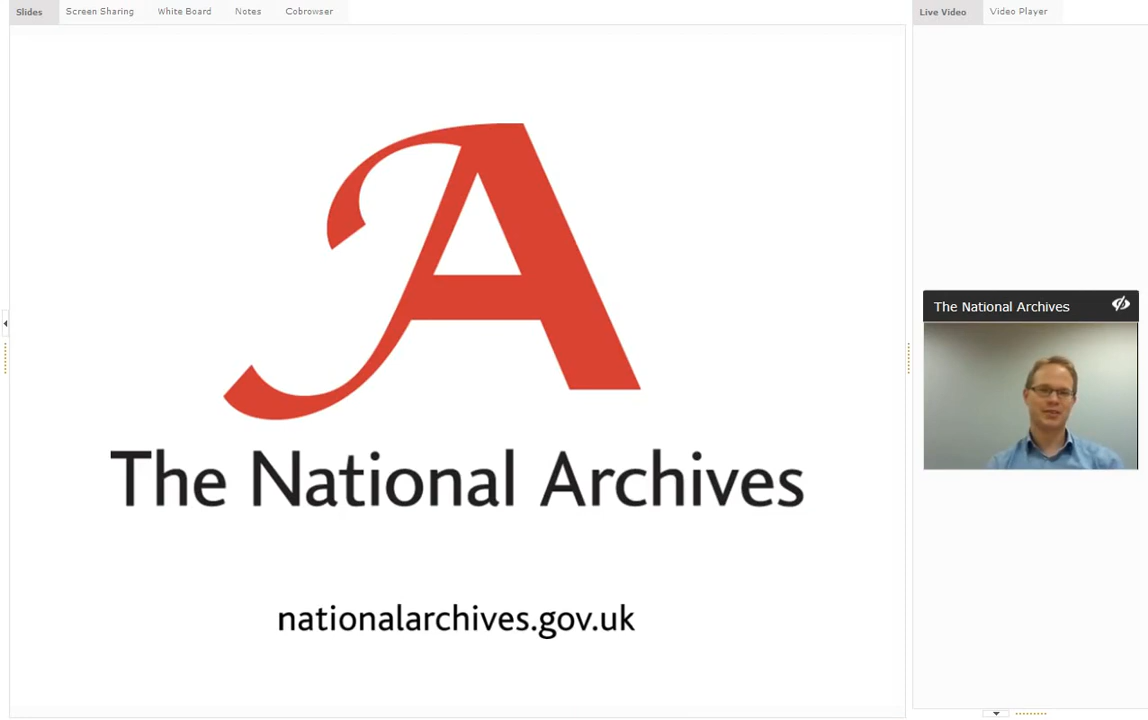 Slides Screen Sharing White Board Notes Cobrowser
Live Video Video Player
A
The National Archives
nationalarchives.gov.uk
The National Archives